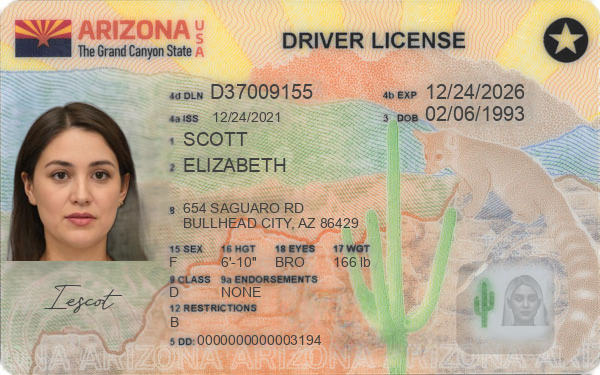 ARIZONA USA
The Grand Canyon State
DRIVER LICENSE
4d DLN D37009155
4b EXP 12/24/2026
4a ISS 12/24/2021
3 DOB 02/06/1993
1 SCOTT
2 ELIZABETH
8 654 SAGUARO RD
BULLHEAD CITY, AZ 86429
15 SEX 16 HGT 18 EYES 17 WGT
F 6'-10" BRO 166 lb
9 CLASS 9a ENDORSEMENTS
D NONE
12 RESTRICTIONS
B
5 DD: 0000000000003194
Iescot
ARIZONA ARIZONA ARIZONA ARIZONA